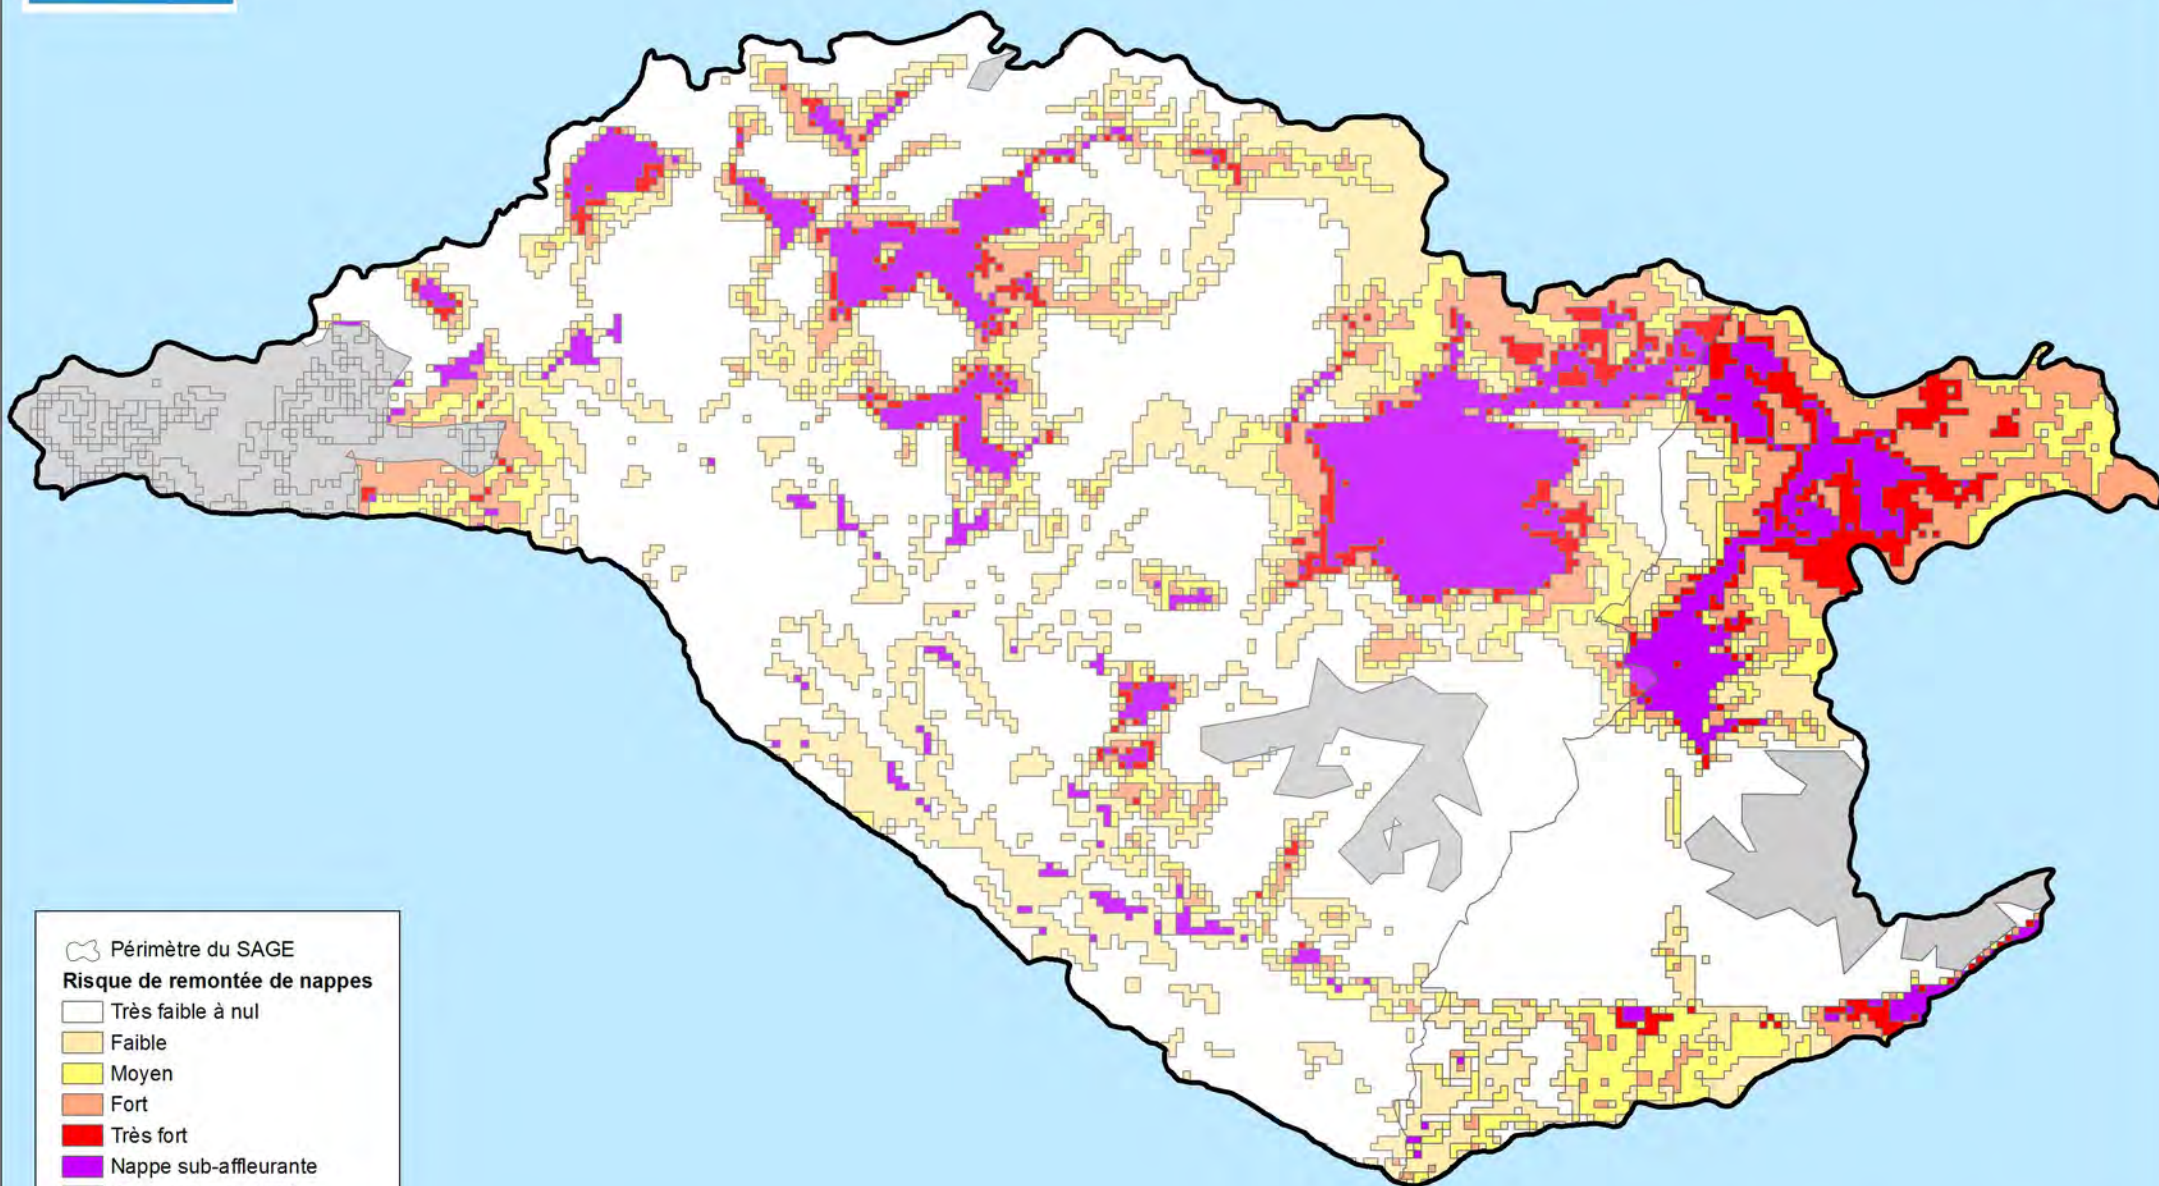 Périmètre du SAGE
Risque de remontée de nappes
Très faible à nul
Faible
Moyen
Fort
Très fort
Nappe sub-affleurante